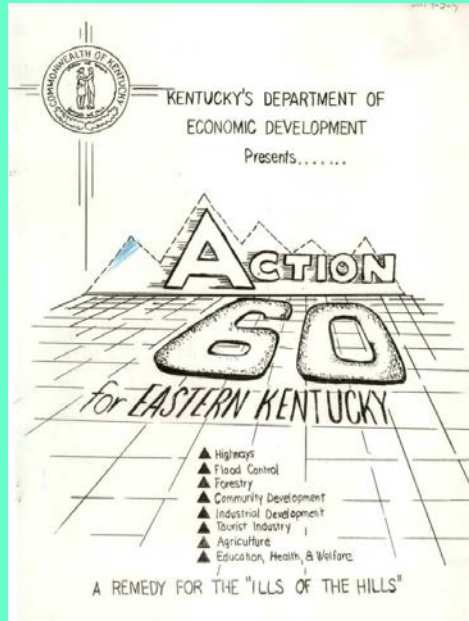 COMMONWEALTH OF KENTUCKY
KENTUCKY'S DEPARTMENT OF
ECONOMIC DEVELOPMENT
Presents.......
ACTION
60
for EASTERN KENTUCKY
Highways
Flood Control
Forestry
Community Development
Industrial Development
Tourist Industry
Agriculture
Education, Health, & Welfare
A REMEDY FOR THE "ILLS OF THE HILLS"